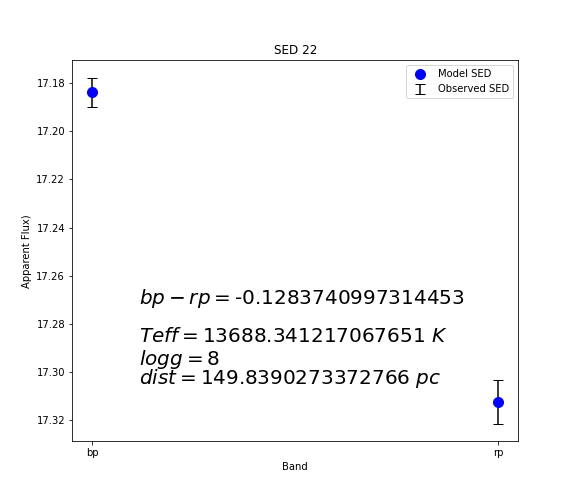 SED 22
17.18
17.20
17.22
17.24
17.26
17.28
17.30
17.32
Apparent Flux)
Model SED
Observed SED
bp − rp = -0.1283740997314453
Teff = 13688.341217067651 K
logg = 8
dist = 149.8390273372766 pc
bp
rp
Band